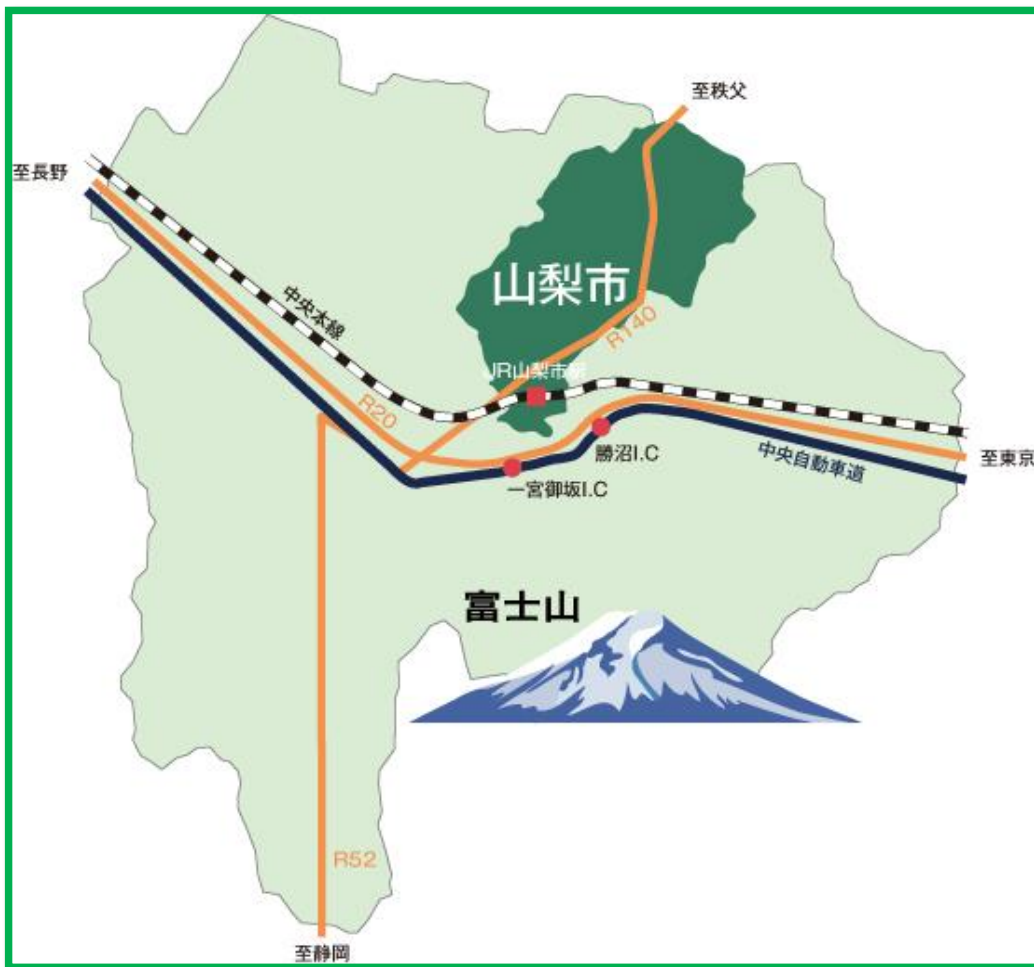 至秩父
至長野
山梨市
中央本線
R140
JR山梨市駅
R20
勝沼I.C
中央自動車道
至東京
一宮御坂I.C
富士山
R52
至静岡